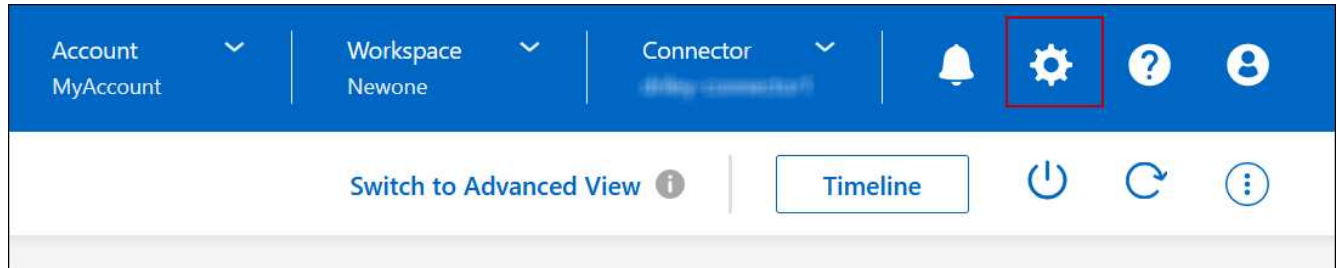 Account
MyAccount
Workspace
Newone
Connector
Switch to Advanced View
Timeline